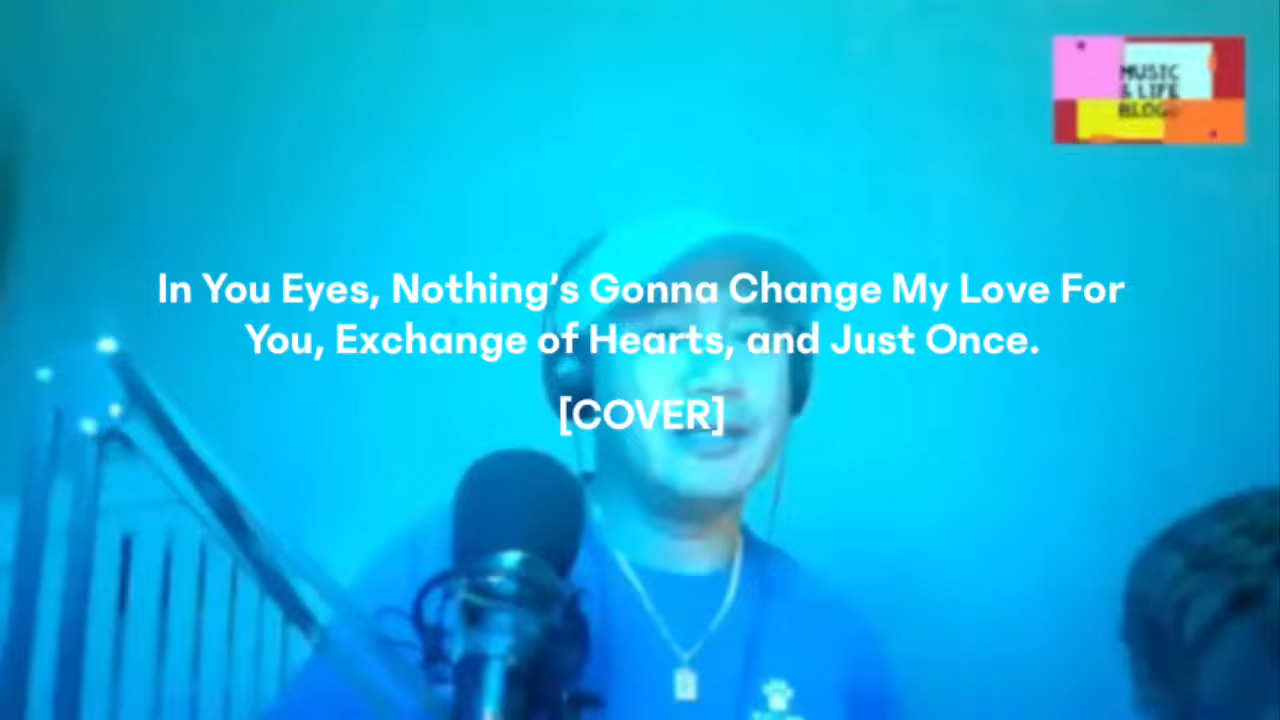 MUSIC
& LIFE
BLOG
In You Eyes, Nothing's Gonna Change My Love For
You, Exchange of Hearts, and Just Once.
[COVER]